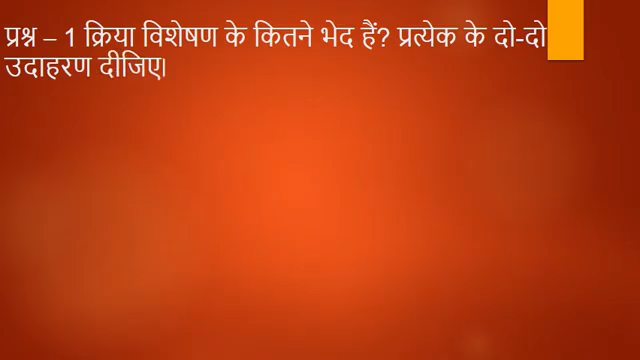 प्रश्न – 1 क्रिया विशेषण के कितने भेद हैं? प्रत्येक के दो-दो
उदाहरण दीजिए।